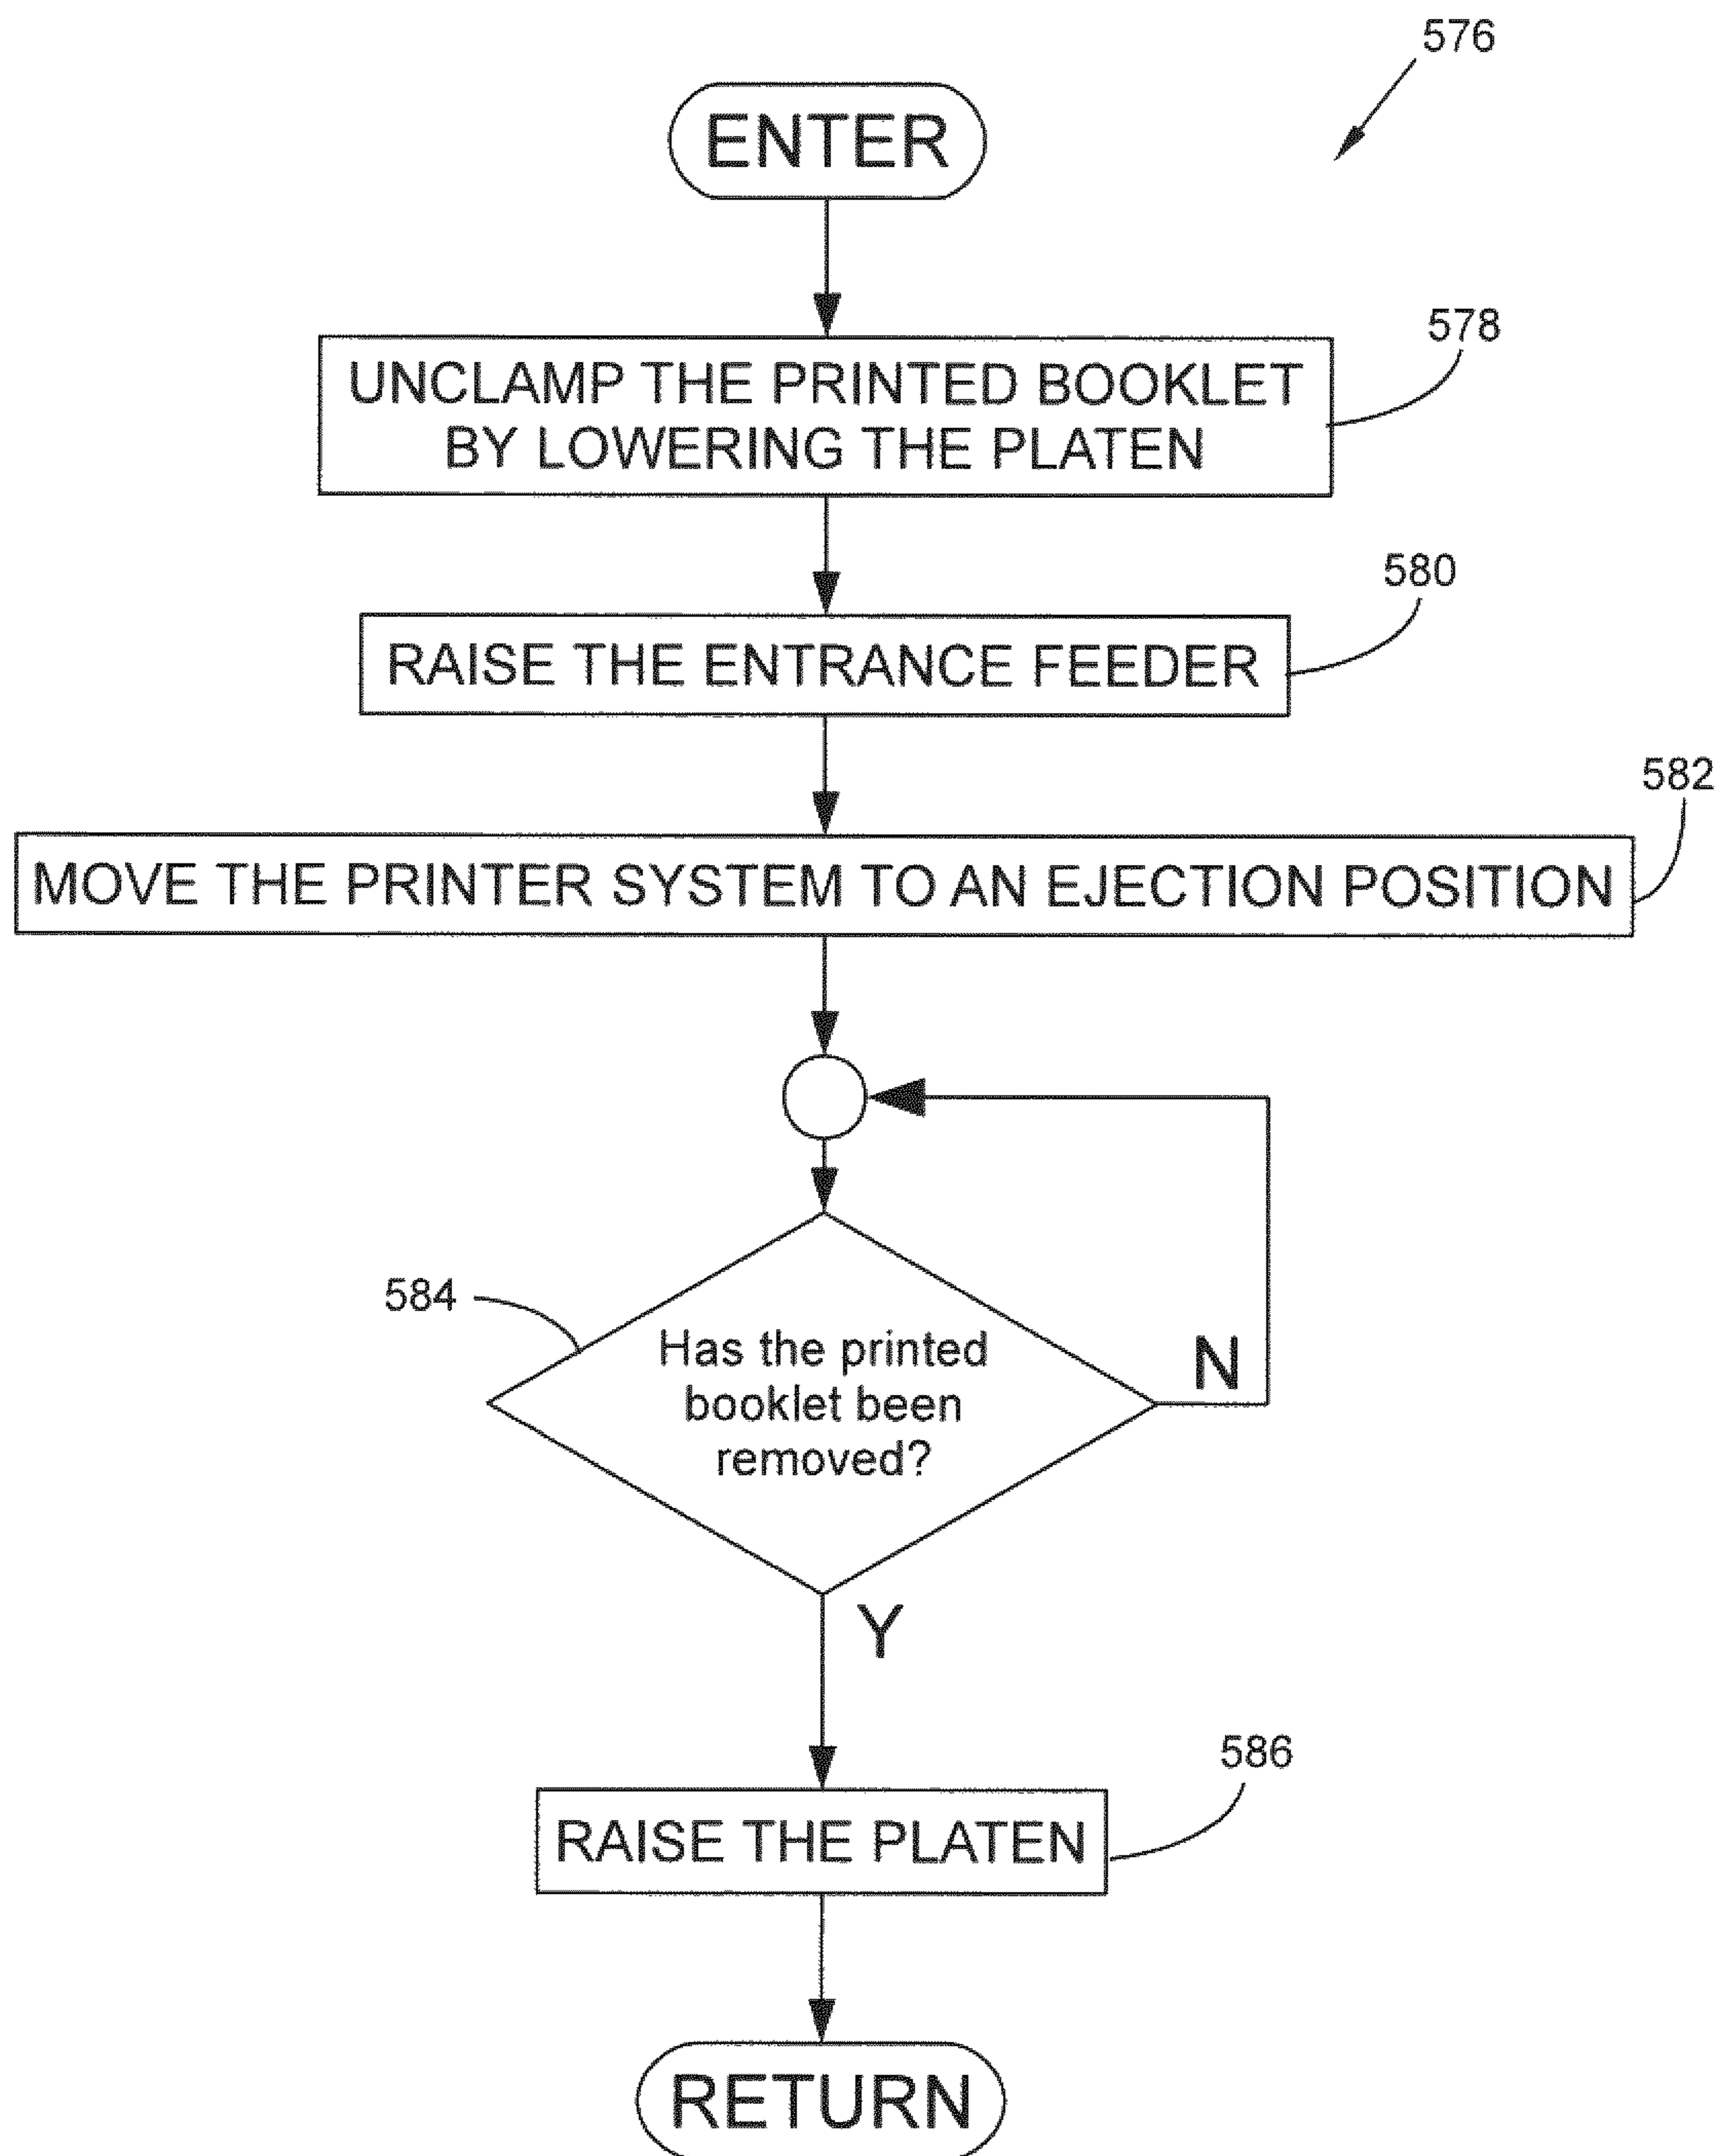 576
ENTER
578
UNCLAMP THE PRINTED BOOKLET
BY LOWERING THE PLATEN
580
RAISE THE ENTRANCE FEEDER
582
MOVE THE PRINTER SYSTEM TO AN EJECTION POSITION
584
Has the printed
booklet been
removed?
N
Y
586
RAISE THE PLATEN
RETURN